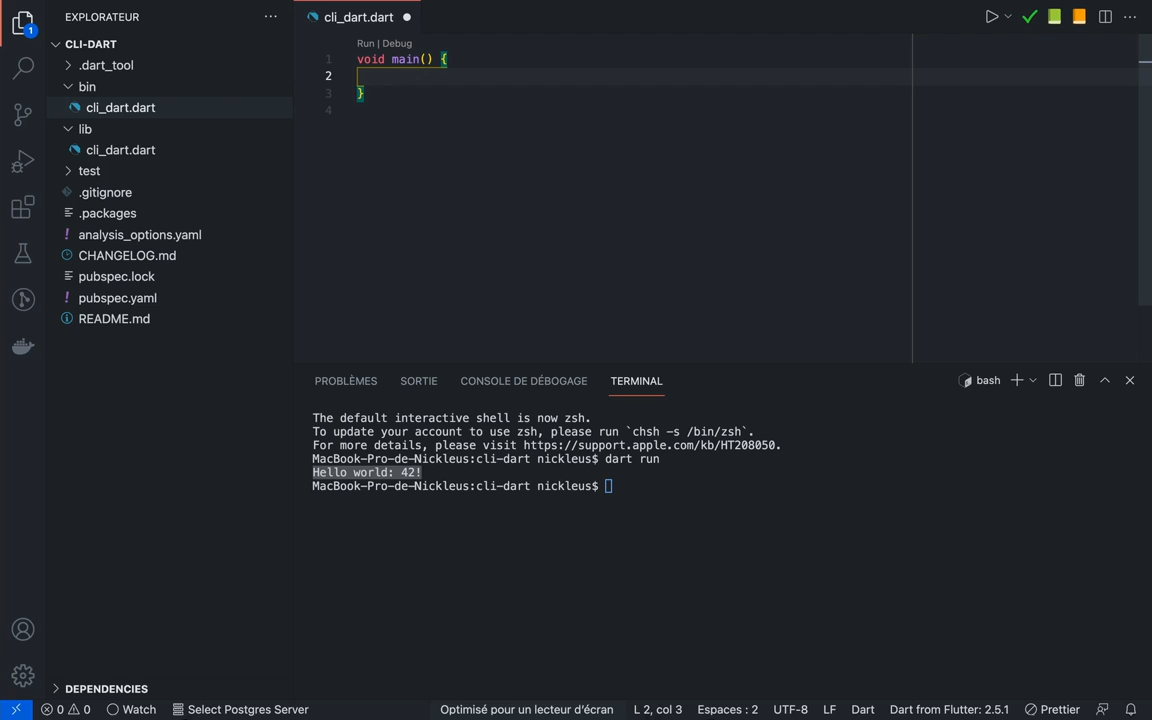 EXPLORATEUR
CLI-DART
.dart_tool
bin
cli_dart.dart
lib
cli_dart.dart
test
.gitignore
.packages
analysis_options.yaml
CHANGELOG.md
pubspec.lock
pubspec.yaml
README.md
DEPENDENCIES
1
cli_dart.dart
Run | Debug
1 void main() {
2
3 }
4
PROBLÈMES SORTIE CONSOLE DE DÉBOGAGE TERMINAL
bash
The default interactive shell is now zsh.
To update your account to use zsh, please run `chsh -s /bin/zsh`.
For more details, please visit https://support.apple.com/kb/HT208050.
MacBook-Pro-de-Nickleus:cli-dart nickleus$ dart run
Hello world: 42!
MacBook-Pro-de-Nickleus:cli-dart nickleus$
0 0 Watch Select Postgres Server Optimisé pour un lecteur d'écran L 2, col 3 Espaces : 2 UTF-8 LF Dart Dart from Flutter: 2.5.1 Prettier